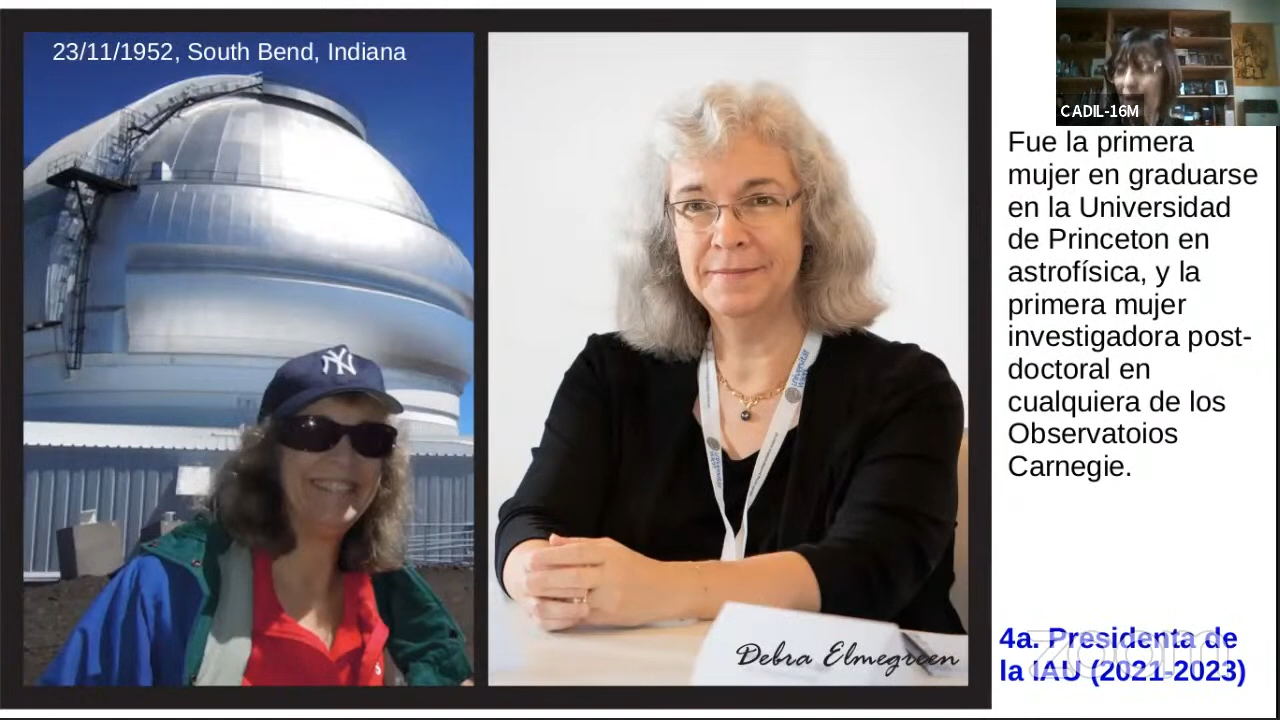 23/11/1952, South Bend, Indiana
NY
Debra Elmegreen
CADIL-16M
Fue la primera
mujer en graduarse
en la Universidad
de Princeton en
astrofísica, y la
primera mujer
investigadora post-
doctoral en
cualquiera de los
Observatoios
Carnegie.
4a. Presidenta de
la IAU (2021-2023)
zoom